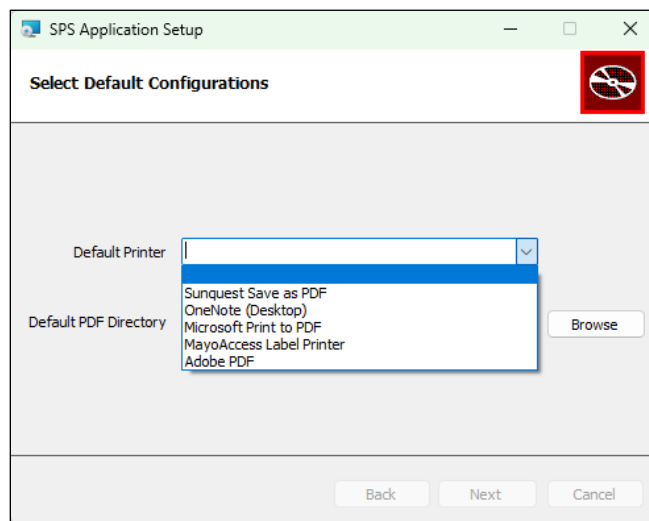 SPS Application Setup
Select Default Configurations
Default Printer
Sunquest Save as PDF
OneNote (Desktop)
Default PDF Directory
Microsoft Print to PDF
Browse
MayoAccess Label Printer
Adobe PDF
Back Next Cancel